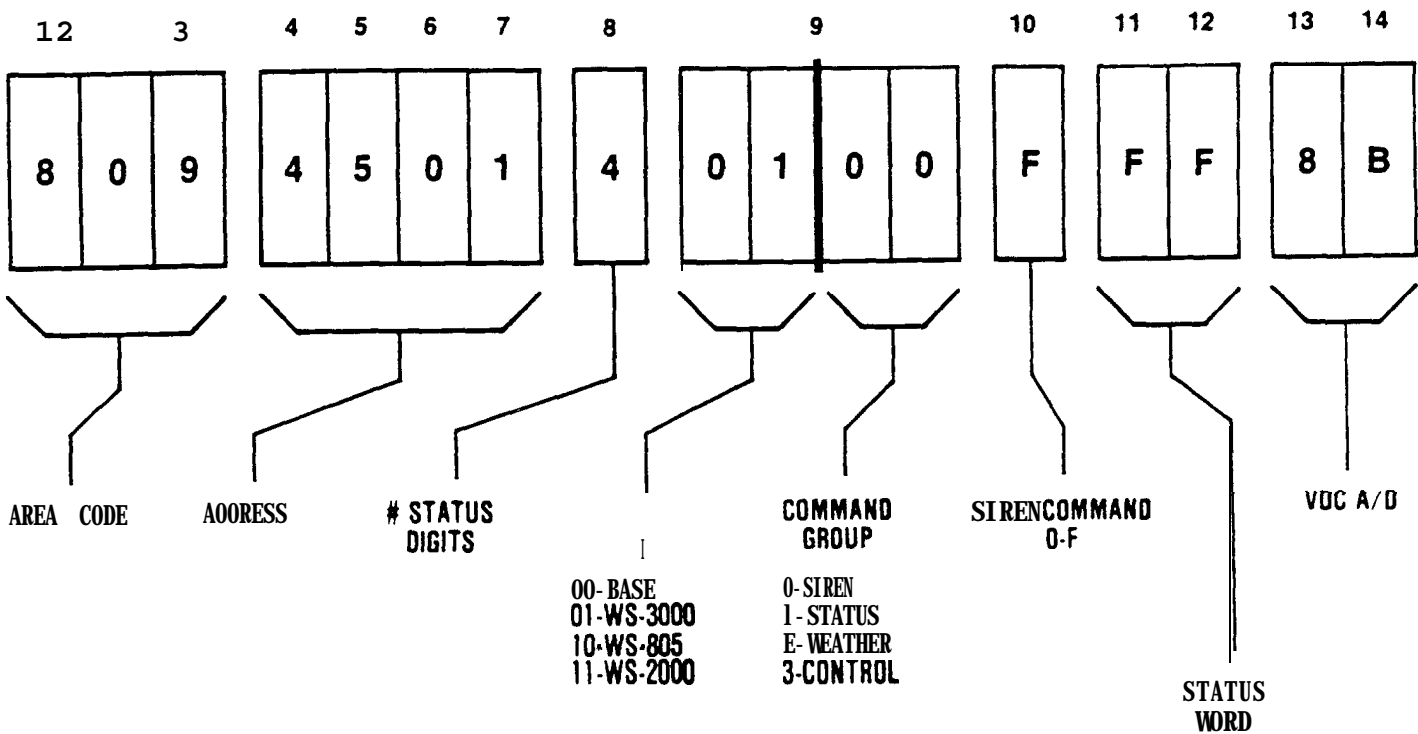 12 3 4 5 6 7 8 9 10 11 12 13 14
8 0 9 4 5 0 1 4 0 1 0 0 F F F 8 B
AREA CODE
AOORESS
# STATUS
DIGITS
I
00-BASE
01-WS-3000
10-WS-805
11-WS-2000
COMMAND
GROUP
0-SIREN
1-STATUS
E-WEATHER
3-CONTROL
SIREN COMMAND
0-F
STATUS
WORD
VDC A/D